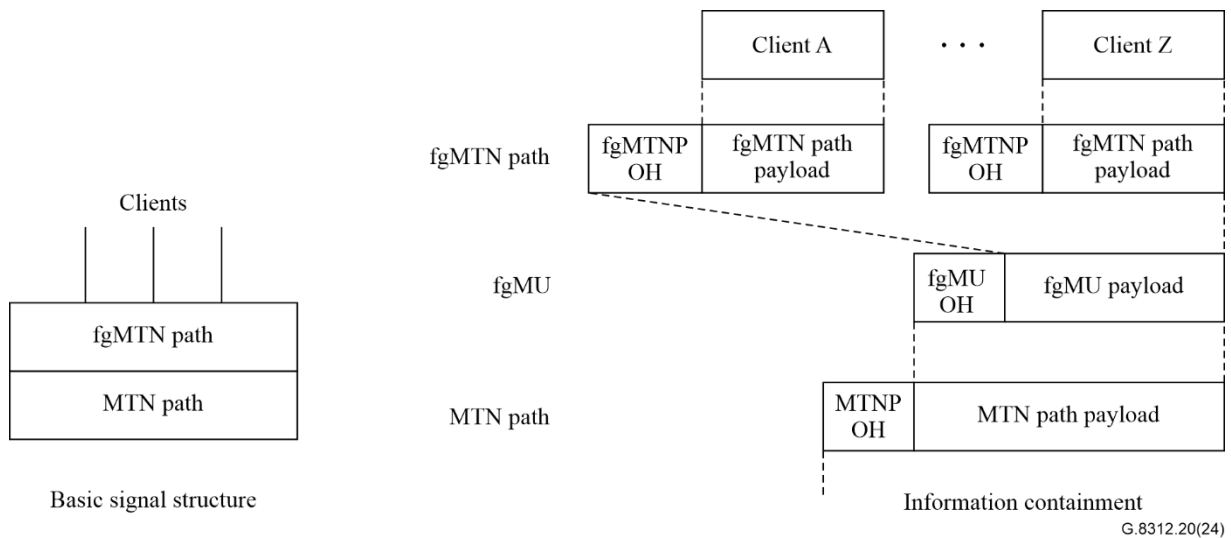 Client A
· · ·
Client Z
fgMTN path
fgMTNP
OH
fgMTN path
payload
fgMTNP
OH
fgMTN path
payload
Clients
fgMU
fgMU
OH
fgMU payload
fgMTN path
MTN path
MTN path
MTNP
OH
MTN path payload
Basic signal structure
Information containment
G.8312.20(24)